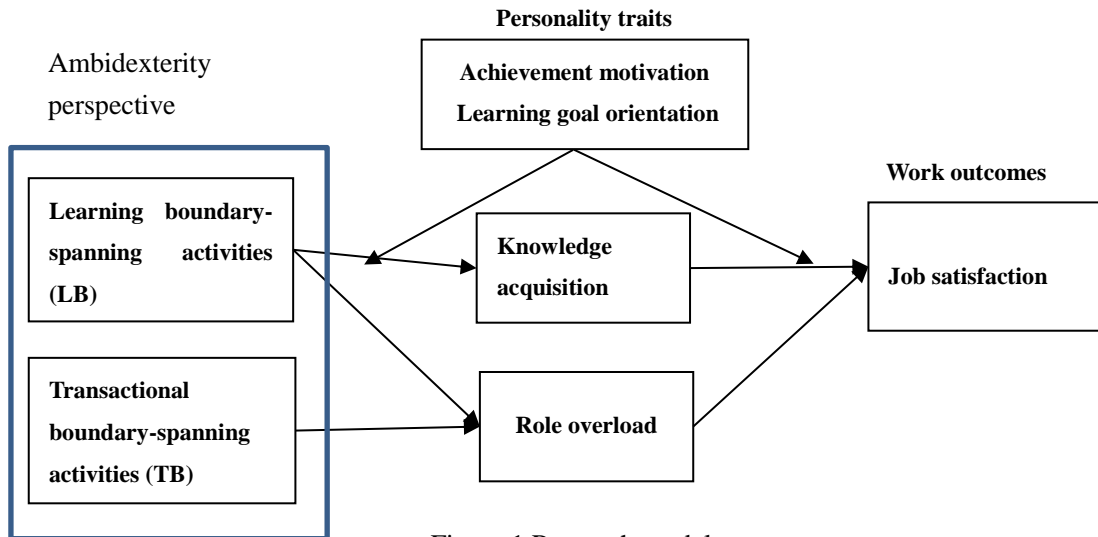 Personality traits
Ambidexterity
perspective
Achievement motivation
Learning goal orientation
Work outcomes
Learning boundary-
spanning activities
(LB)
Knowledge
acquisition
Job satisfaction
Transactional
boundary-spanning
activities (TB)
Role overload